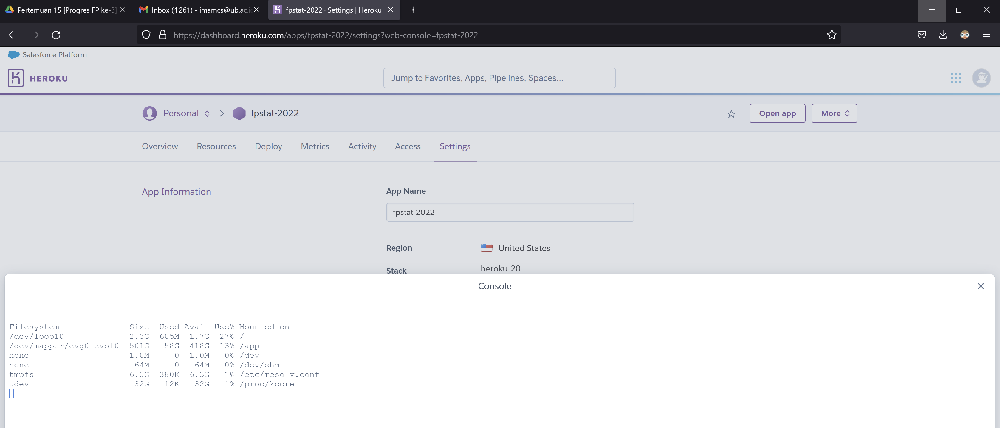 Pertemuan 15 [Progres FP ke-3]
Inbox (4,261) - imamcs@ub.ac.i
fpstat-2022 · Settings | Heroku
https://dashboard.heroku.com/apps/fpstat-2022/settings?web-console=fpstat-2022
Salesforce Platform
HEROKU
Jump to Favorites, Apps, Pipelines, Spaces...
Personal > fpstat-2022
Open app
More
Overview Resources Deploy Metrics Activity Access Settings
App Information
App Name
fpstat-2022
Region United States
Stack heroku-20
Console
Filesystem Size Used Avail Use% Mounted on
/dev/loop10 2.3G 605M 1.7G 27% /
/dev/mapper/evg0-evol0 501G 58G 418G 13% /app
none 1.0M 0 1.0M 0% /dev
none 64M 0 64M 0% /dev/shm
tmpfs 6.3G 380K 6.3G 1% /etc/resolv.conf
udev 32G 12K 32G 1% /proc/kcore